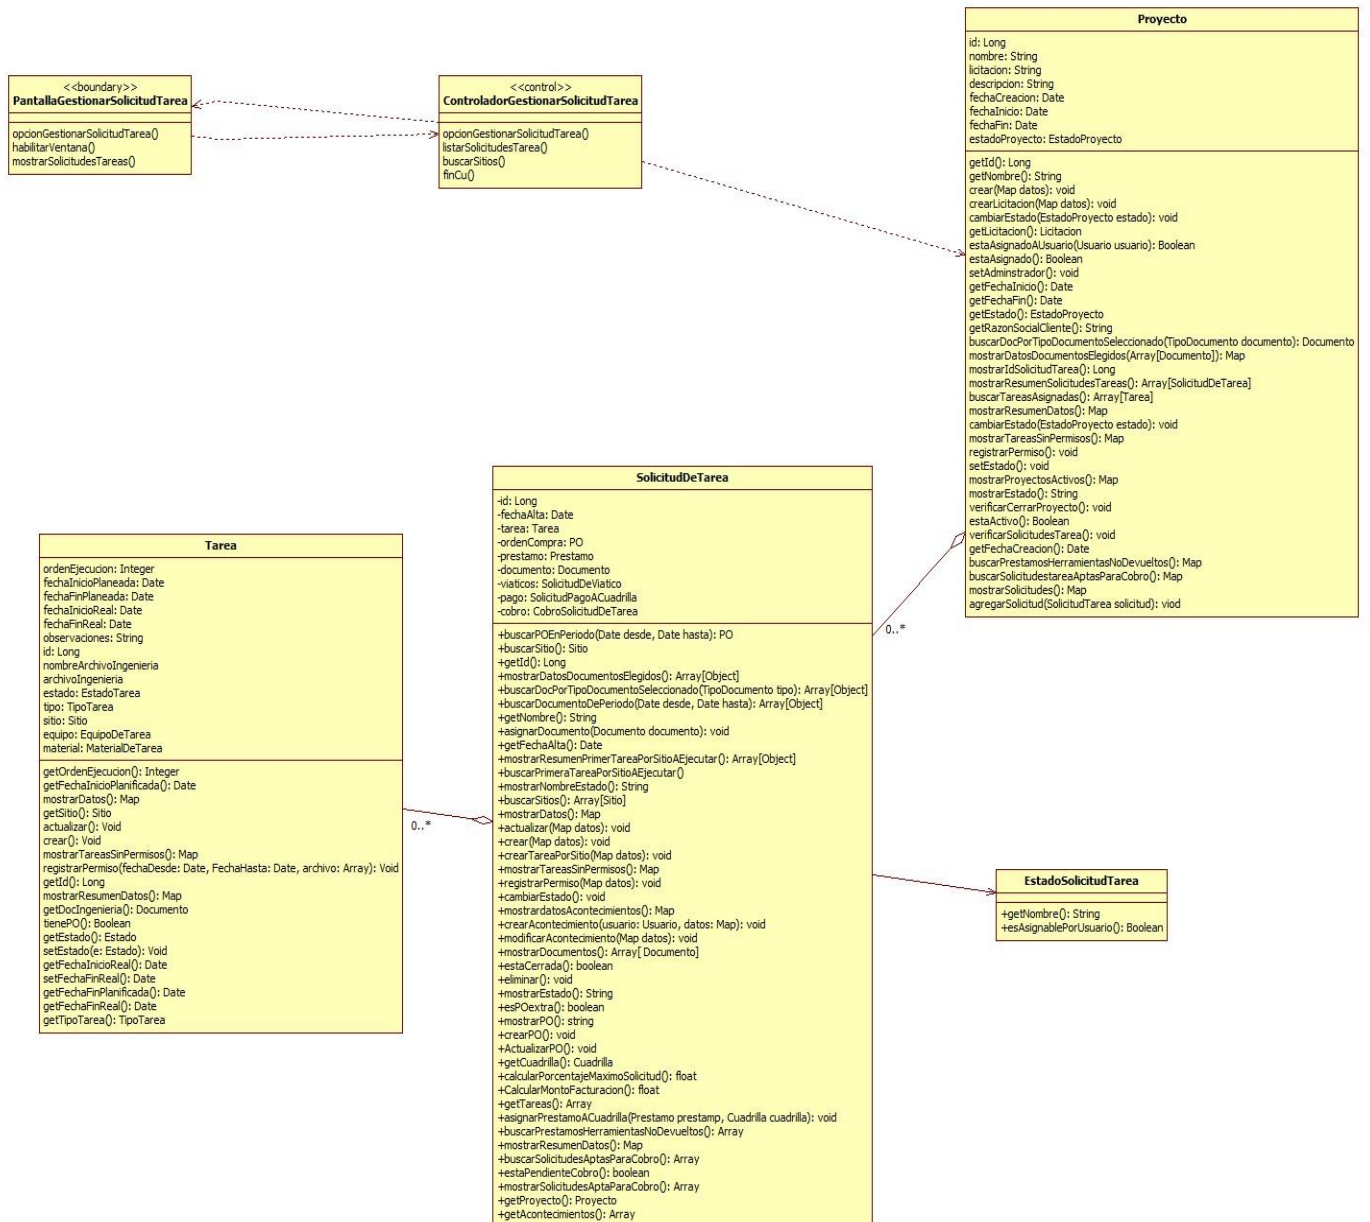 <<boundary>>
PantallaGestionarSolicitudTarea
opcionGestionarSolicitudTarea()
habilitarVentana()
mostrarSolicitudesTareas()
<<control>>
ControladorGestionarSolicitudTarea
opcionGestionarSolicitudTarea()
listarSolicitudesTarea()
buscarSitios()
finCu()
Proyecto
id: Long
nombre: String
licitacion: String
descripcion: String
fechaCreacion: Date
fechaInicio: Date
fechaFin: Date
estadoProyecto: EstadoProyecto
getId(): Long
getNombre(): String
crear(Map datos): void
crearLicitacion(Map datos): void
cambiarEstado(EstadoProyecto estado): void
getLicitacion(): Licitacion
estaAsignadoAUsuario(Usuario usuario): Boolean
estaAsignado(): Boolean
setAdminstrador(): void
getFechaInicio(): Date
getFechaFin(): Date
getEstado(): EstadoProyecto
getRazonSocialCliente(): String
buscarDocPorTipoDocumentoSeleccionado(TipoDocumento documento): Documento
mostrarDatosDocumentosElegidos(Array[Documento]): Map
mostrarIdSolicitudTarea(): Long
mostrarResumenSolicitudesTareas(): Array[SolicitudDeTarea]
buscarTareasAsignadas(): Array[Tarea]
mostrarResumenDatos(): Map
cambiarEstado(EstadoProyecto estado): void
mostrarTareasSinPermisos(): Map
registrarPermiso(): void
setEstado(): void
mostrarProyectosActivos(): Map
mostrarEstado(): String
verificarCerrarProyecto(): void
estaActivo(): Boolean
verificarSolicitudesTarea(): void
getFechaCreacion(): Date
buscarPrestamosHerramientasNoDevueltos(): Map
buscarSolicitudestareaAptasParaCobro(): Map
mostrarSolicitudes(): Map
agregarSolicitud(SolicitudTarea solicitud): viod
0..*
SolicitudDeTarea
-id: Long
-fechaAlta: Date
-tarea: Tarea
-ordenCompra: PO
-prestamo: Prestamo
-documento: Documento
-viaticos: SolicitudDeViatico
-pago: SolicitudPagoACuadrilla
-cobro: CobroSolicitudDeTarea
+buscarPOEnPeriodo(Date desde, Date hasta): PO
+buscarSitio(): Sitio
+getId(): Long
+mostrarDatosDocumentosElegidos(): Array[Object]
+buscarDocPorTipoDocumentoSeleccionado(TipoDocumento tipo): Array[Object]
+buscarDocumentoDePeriodo(Date desde, Date hasta): Array[Object]
+getNombre(): String
+asignarDocumento(Documento documento): void
+getFechaAlta(): Date
+mostrarResumenPrimerTareaPorSitioAEjecutar(): Array[Object]
+buscarPrimeraTareaPorSitioAEjecutar()
+mostrarNombreEstado(): String
+buscarSitios(): Array[Sitio]
+mostrarDatos(): Map
+actualizar(Map datos): void
+crear(Map datos): void
+crearTareaPorSitio(Map datos): void
+mostrarTareasSinPermisos(): Map
+registrarPermiso(Map datos): void
+cambiarEstado(): void
+mostrardatosAcontecimientos(): Map
+crearAcontecimiento(usuario: Usuario, datos: Map): void
+modificarAcontecimiento(Map datos): void
+mostrarDocumentos(): Array[ Documento]
+estaCerrada(): boolean
+eliminar(): void
+mostrarEstado(): String
+esPOextra(): boolean
+mostrarPO(): string
+crearPO(): void
+ActualizarPO(): void
+getCuadrilla(): Cuadrilla
+calcularPorcentajeMaximoSolicitud(): float
+CalcularMontoFacturacion(): float
+getTareas(): Array
+asignarPrestamoACuadrilla(Prestamo prestamp, Cuadrilla cuadrilla): void
+buscarPrestamosHerramientasNoDevueltos(): Array
+mostrarResumenDatos(): Map
+buscarSolicitudesAptasParaCobro(): Array
+estaPendienteCobro(): boolean
+mostrarSolicitudesAptaParaCobro(): Array
+getProyecto(): Proyecto
+getAcontecimientos(): Array
Tarea
ordenEjecucion: Integer
fechaInicioPlaneada: Date
fechaFinPlaneada: Date
fechaInicioReal: Date
fechaFinReal: Date
observaciones: String
id: Long
nombreArchivoIngenieria
archivoIngenieria
estado: EstadoTarea
tipo: TipoTarea
sitio: Sitio
equipo: EquipoDeTarea
material: MaterialDeTarea
getOrdenEjecucion(): Integer
getFechaInicioPlanificada(): Date
mostrarDatos(): Map
getSitio(): Sitio
actualizar(): Void
crear(): Void
mostrarTareasSinPermisos(): Map
registrarPermiso(fechaDesde: Date, FechaHasta: Date, archivo: Array): Void
getId(): Long
mostrarResumenDatos(): Map
getDocIngenieria(): Documento
tienePO(): Boolean
getEstado(): Estado
setEstado(e: Estado): Void
getFechaInicioReal(): Date
setFechaFinReal(): Date
getFechaFinPlanificada(): Date
getFechaFinReal(): Date
getTipoTarea(): TipoTarea
0..*
EstadoSolicitudTarea
+getNombre(): String
+esAsignablePorUsuario(): Boolean